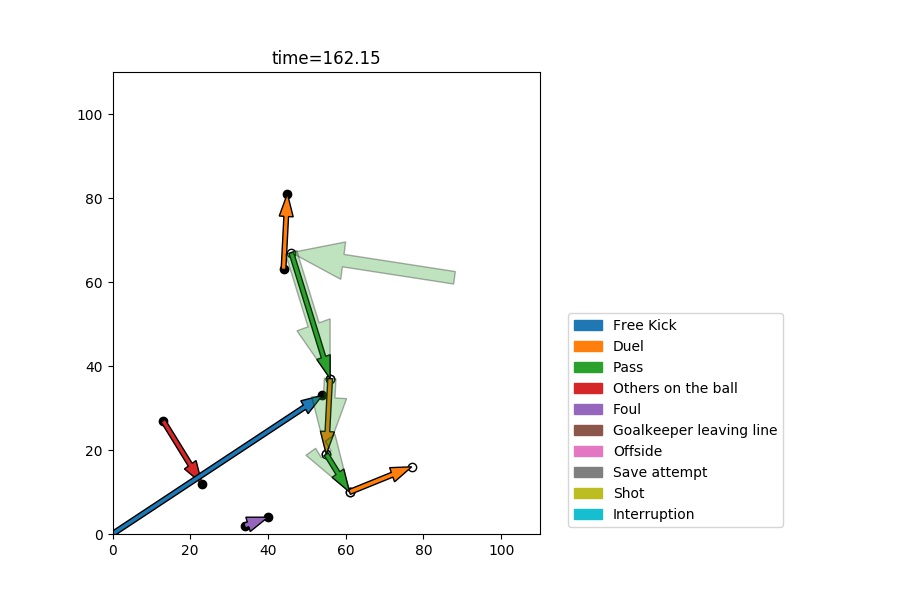 time=162.15
100
80
60
40
20
0
0 20 40 60 80 100
Free Kick
Duel
Pass
Others on the ball
Foul
Goalkeeper leaving line
Offside
Save attempt
Shot
Interruption